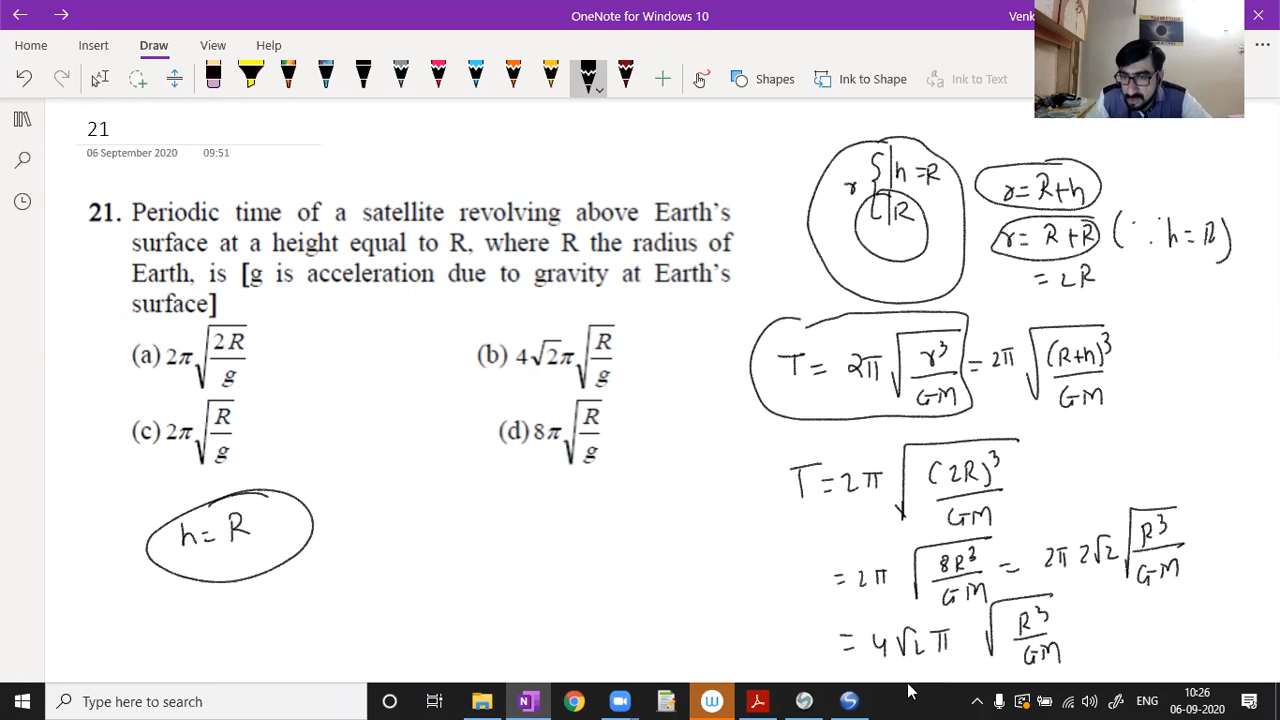 OneNote for Windows 10
Venk
Home Insert Draw View Help
Shapes Ink to Shape Ink to Text
21
06 September 2020 09:51
21. Periodic time of a satellite revolving above Earth's
surface at a height equal to R, where R the radius of
Earth, is [g is acceleration due to gravity at Earth's
surface]
(a) 2π√(2R/g) (b) 4√2π√(R/g)
(c) 2π√(R/g) (d) 8π√(R/g)
h = R
r { h = R
R
r = R+h
r = R+R (∵ h = R)
= 2R
T = 2π√(r³/GM) = 2π√((R+h)³/GM)
T = 2π√((2R)³/GM)
= 2π√(8R³/GM) = 2π 2√2√(R³/GM)
= 4√2π√(R³/GM)
Type here to search
ENG
10:26
06-09-2020